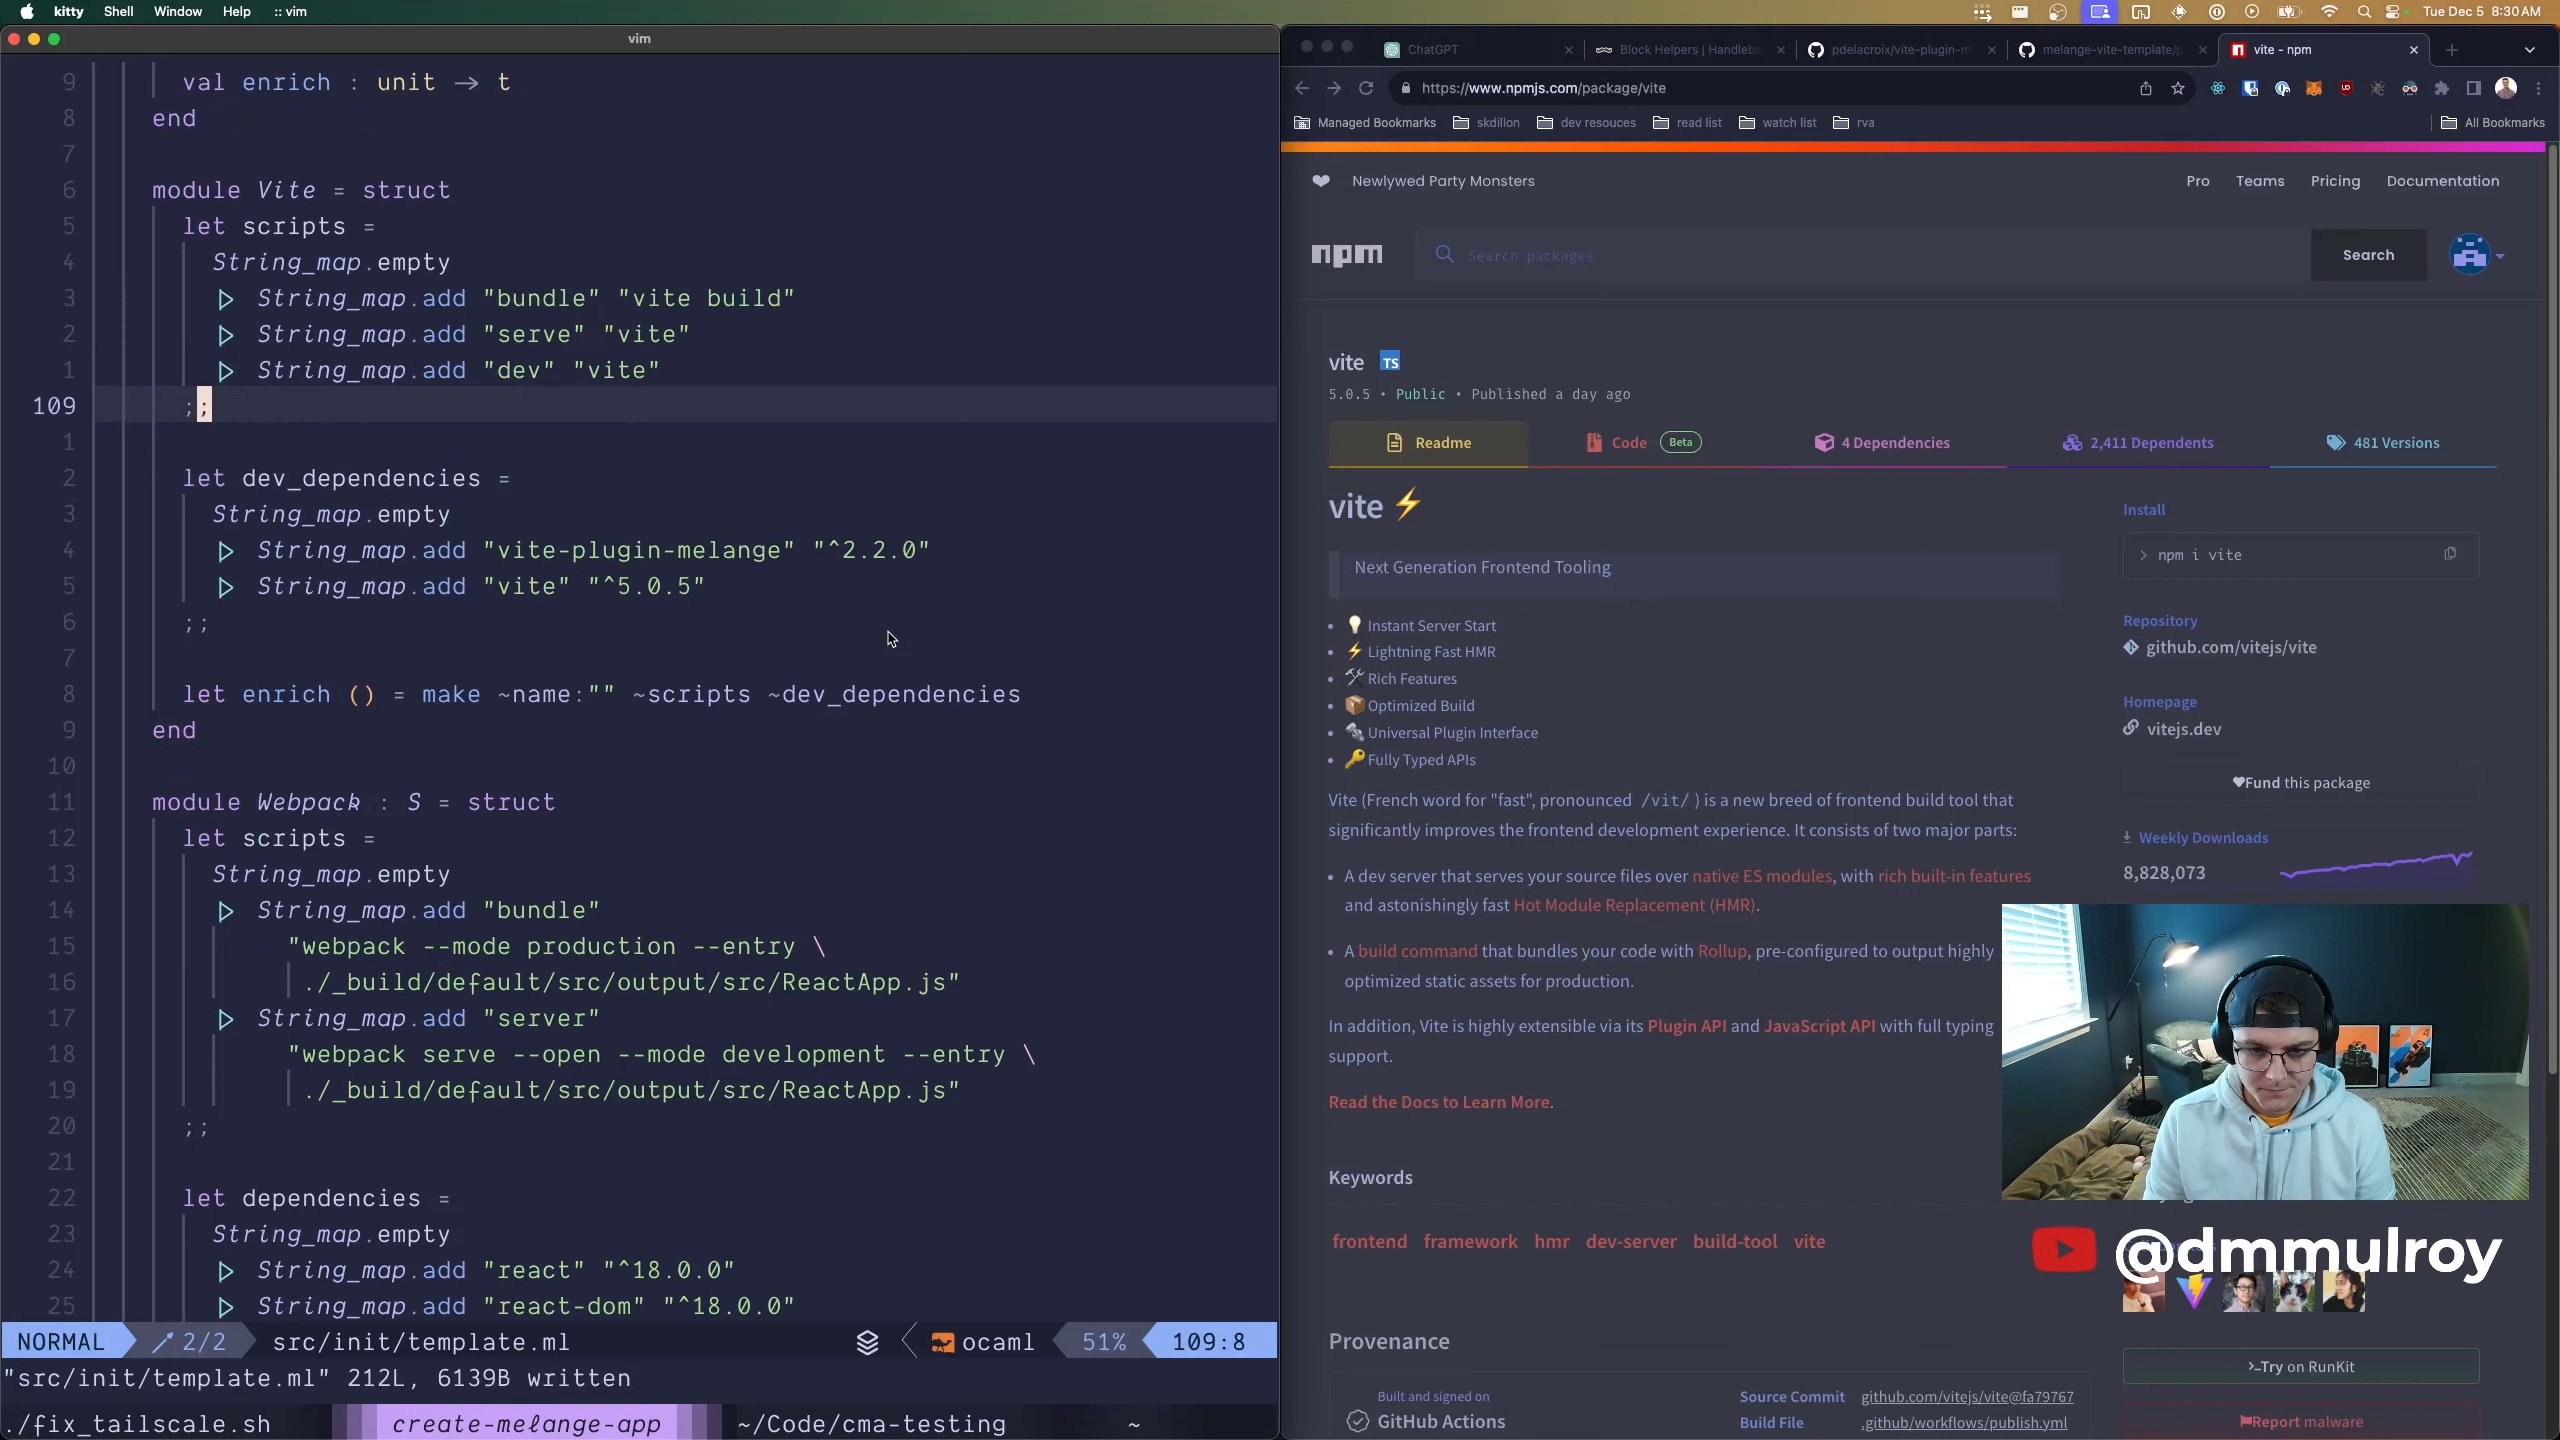 kitty Shell Window Help :: vim
Tue Dec 5 8:30 AM
vim
9 val enrich : unit → t
8 end
7
6 module Vite = struct
5 let scripts =
4 String_map.empty
3 ▷ String_map.add "bundle" "vite build"
2 ▷ String_map.add "serve" "vite"
1 ▷ String_map.add "dev" "vite"
109 ;;
1
2 let dev_dependencies =
3 String_map.empty
4 ▷ String_map.add "vite-plugin-melange" "^2.2.0"
5 ▷ String_map.add "vite" "^5.0.5"
6 ;;
7
8 let enrich () = make ~name:"" ~scripts ~dev_dependencies
9 end
10
11 module Webpack : S = struct
12 let scripts =
13 String_map.empty
14 ▷ String_map.add "bundle"
15 "webpack --mode production --entry \
16 ./_build/default/src/output/src/ReactApp.js"
17 ▷ String_map.add "server"
18 "webpack serve --open --mode development --entry \
19 ./_build/default/src/output/src/ReactApp.js"
20 ;;
21
22 let dependencies =
23 String_map.empty
24 ▷ String_map.add "react" "^18.0.0"
25 ▷ String_map.add "react-dom" "^18.0.0"
NORMAL 2/2 src/init/template.ml ocaml 51% 109:8
"src/init/template.ml" 212L, 6139B written
./fix_tailscale.sh create-melange-app ~/Code/cma-testing ~
ChatGPT
Block Helpers | Handleba
pdelacroix/vite-plugin-m
melange-vite-template/p
vite - npm
https://www.npmjs.com/package/vite
Managed Bookmarks skdillon dev resouces read list watch list rva All Bookmarks
❤ Newlywed Party Monsters
Pro Teams Pricing Documentation
npm Search packages Search
vite TS
5.0.5 • Public • Published a day ago
Readme
Code Beta
4 Dependencies
2,411 Dependents
481 Versions
vite ⚡
Next Generation Frontend Tooling
• 💡 Instant Server Start
• ⚡ Lightning Fast HMR
• 🛠️ Rich Features
• 📦 Optimized Build
• 🔩 Universal Plugin Interface
• 🔑 Fully Typed APIs
Vite (French word for "fast", pronounced /vit/ ) is a new breed of frontend build tool that
significantly improves the frontend development experience. It consists of two major parts:
• A dev server that serves your source files over native ES modules, with rich built-in features
and astonishingly fast Hot Module Replacement (HMR).
• A build command that bundles your code with Rollup, pre-configured to output highly
optimized static assets for production.
In addition, Vite is highly extensible via its Plugin API and JavaScript API with full typing
support.
Read the Docs to Learn More.
Keywords
frontend framework hmr dev-server build-tool vite
Provenance
Built and signed on
GitHub Actions
Source Commit github.com/vitejs/vite@fa79767
Build File .github/workflows/publish.yml
Install
> npm i vite
Repository
github.com/vitejs/vite
Homepage
vitejs.dev
❤Fund this package
Weekly Downloads
8,828,073
@dmmulroy
>-Try on RunKit
Report malware